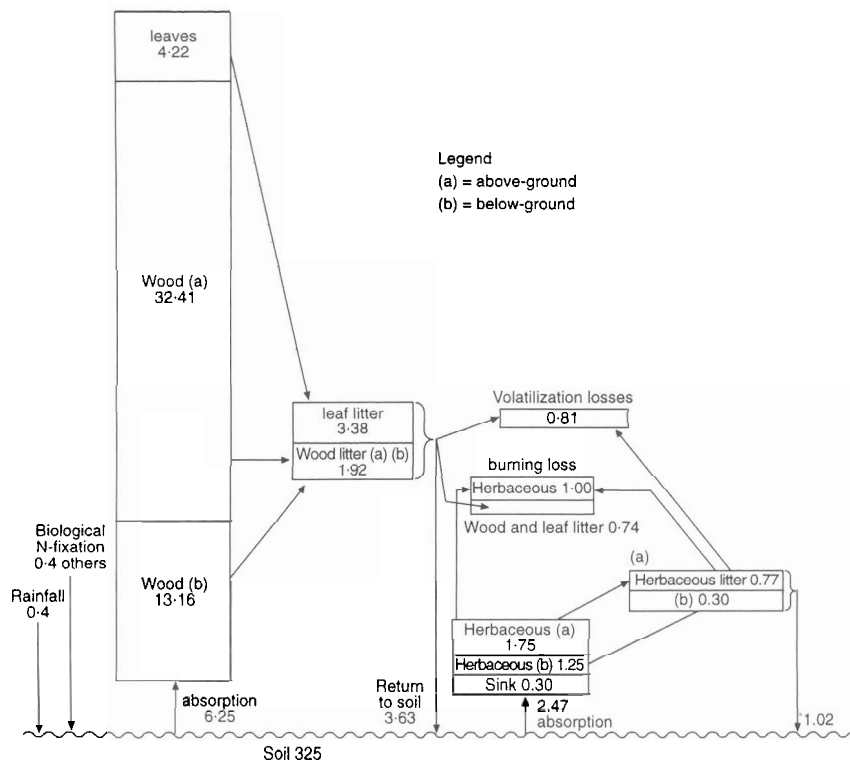 leaves
4·22
Legend
(a) = above-ground
(b) = below-ground
Wood (a)
32·41
Volatilization losses
0·81
leaf litter
3·38
Wood litter (a) (b)
1·92
burning loss
Herbaceous 1·00
Wood and leaf litter 0·74
Biological
N-fixation
0·4 others
Rainfall
0·4
Wood (b)
13·16
(a)
Herbaceous litter 0.77
(b) 0.30
Herbaceous (a)
1·75
Herbaceous (b) 1.25
Sink 0.30
absorption
6·25
Return
to soil
3·63
2.47
absorption
1.02
Soil 325